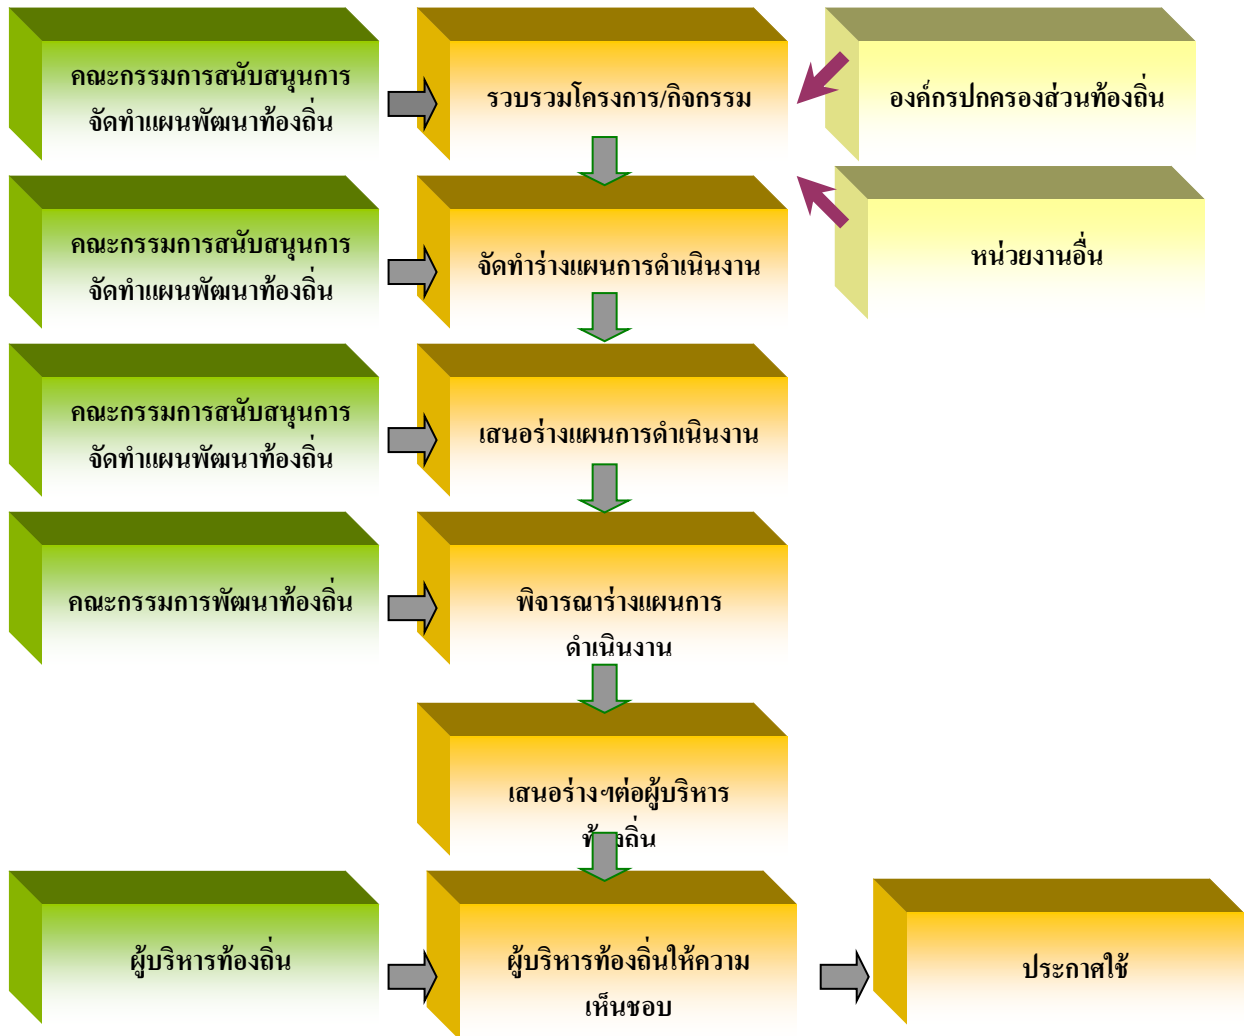 คณะกรรมการสนับสนุนการ
จัดทำแผนพัฒนาท้องถิ่น
รวบรวมโครงการ/กิจกรรม
องค์กรปกครองส่วนท้องถิ่น
คณะกรรมการสนับสนุนการ
จัดทำแผนพัฒนาท้องถิ่น
จัดทำร่างแผนการดำเนินงาน
หน่วยงานอื่น
คณะกรรมการสนับสนุนการ
จัดทำแผนพัฒนาท้องถิ่น
เสนอร่างแผนการดำเนินงาน
คณะกรรมการพัฒนาท้องถิ่น
พิจารณาร่างแผนการ
ดำเนินงาน
เสนอร่างฯต่อผู้บริหาร
ท้องถิ่น
ผู้บริหารท้องถิ่น
ผู้บริหารท้องถิ่นให้ความ
เห็นชอบ
ประกาศใช้